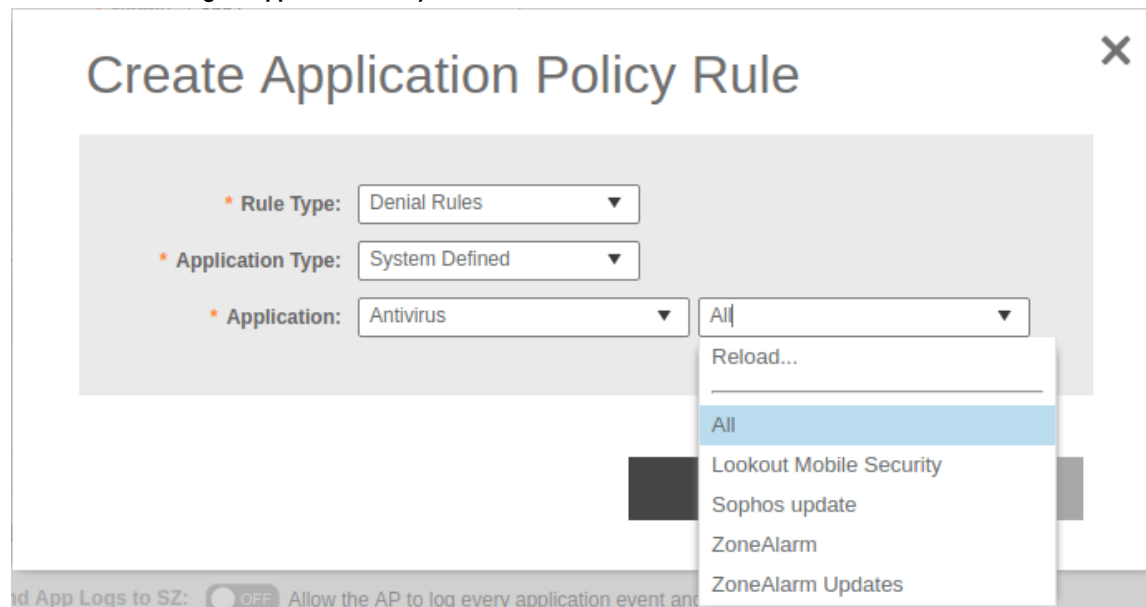 Create Application Policy Rule
* Rule Type: Denial Rules
* Application Type: System Defined
* Application: Antivirus All
Reload...
All
Lookout Mobile Security
Sophos update
ZoneAlarm
ZoneAlarm Updates
nd App Logs to SZ: OFF Allow the AP to log every application event and